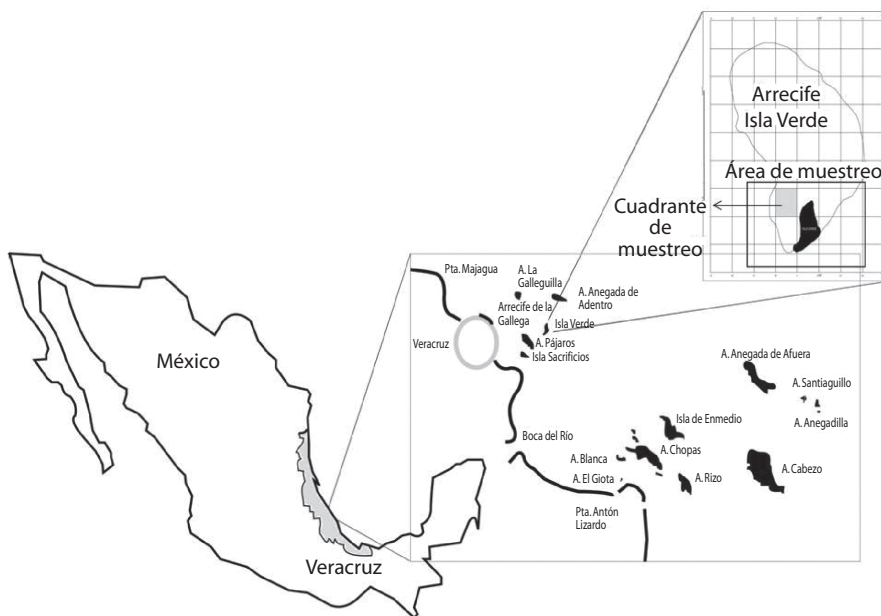 Arrecife
Isla Verde
Área de muestreo
Cuadrante
de
muestreo
Pta. Majagua
A. La
Galleguilla
A. Anegada de
Adentro
Arrecife de la
Gallega
Isla Verde
Veracruz
A. Pájaros
Isla Sacrificios
México
A. Anegada de Afuera
A. Santiaguillo
A. Anegadilla
Isla de Enmedio
Boca del Río
A. Chopas
A. Blanca
A. Cabezo
A. El Giota
A. Rizo
Pta. Antón
Lizardo
Veracruz